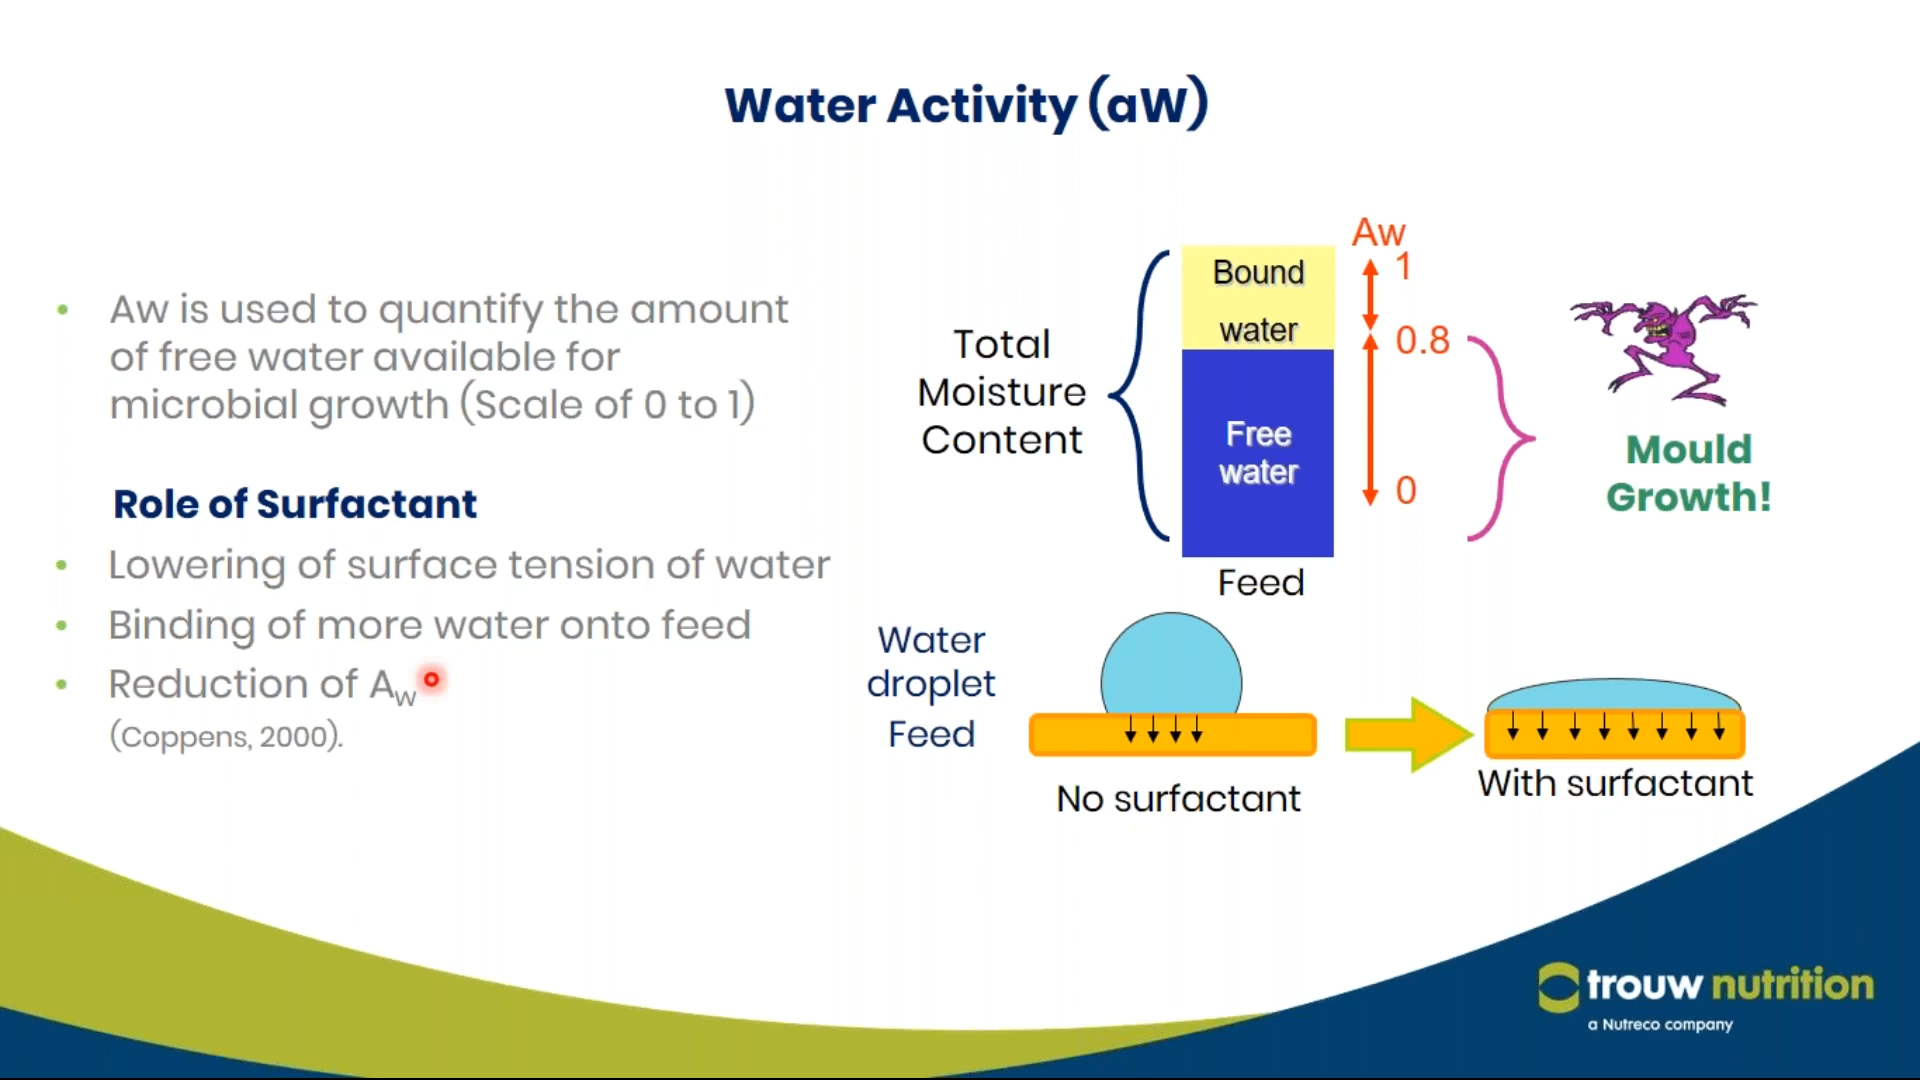 Water Activity (aW)
Aw is used to quantify the amount
of free water available for
microbial growth (Scale of 0 to 1)
Role of Surfactant
Lowering of surface tension of water
Binding of more water onto feed
Reduction of Aw
(Coppens, 2000).
Total
Moisture
Content
Bound
water
Free
water
Feed
Aw
1
0.8
0
Mould
Growth!
Water
droplet
Feed
No surfactant
With surfactant
trouw nutrition
a Nutreco company